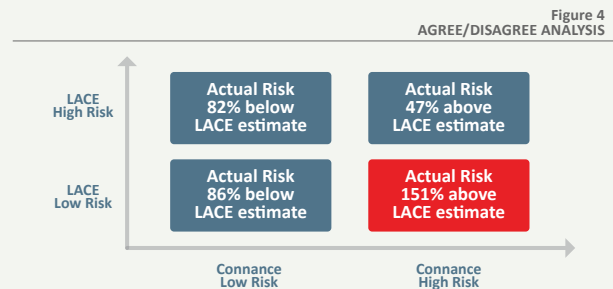 Figure 4
AGREE/DISAGREE ANALYSIS
LACE
High Risk
Actual Risk
82% below
LACE estimate
Actual Risk
47% above
LACE estimate
LACE
Low Risk
Actual Risk
86% below
LACE estimate
Actual Risk
151% above
LACE estimate
Connance
Low Risk
Connance
High Risk